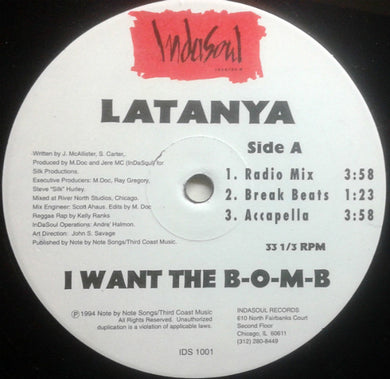 IndaSoul
RECORDS
LATANYA
Side A
1. Radio Mix 3:58
2. Break Beats 1:23
3. Accapella 3:58
33 1/3 RPM
Written by J. McAllister, S. Carter,
Produced by M.Doc and Jere MC (InDaSqul) for
Silk Productions.
Executive Producers: M.Doc, Ray Gregory,
Steve "Silk" Hurley.
Mixed at River North Studios, Chicago.
Mix Engineer: Scott Ahaus. Edits by M. Doc
Reggae Rap by Kelly Ranks
InDaSoul Operations: Andre' Halmon.
Art Direction: John S. Savage
Published by Note by Note Songs/Third Coast Music.
I WANT THE B-O-M-B
℗ 1994 Note by Note Songs/Third Coast Music
All Rights Reserved. Unauthorized
duplication is a violation of applicable laws.
IDS 1001
INDASOUL RECORDS
610 North Fairbanks Court
Second Floor
Chicago, IL 60611
(312) 280-8449